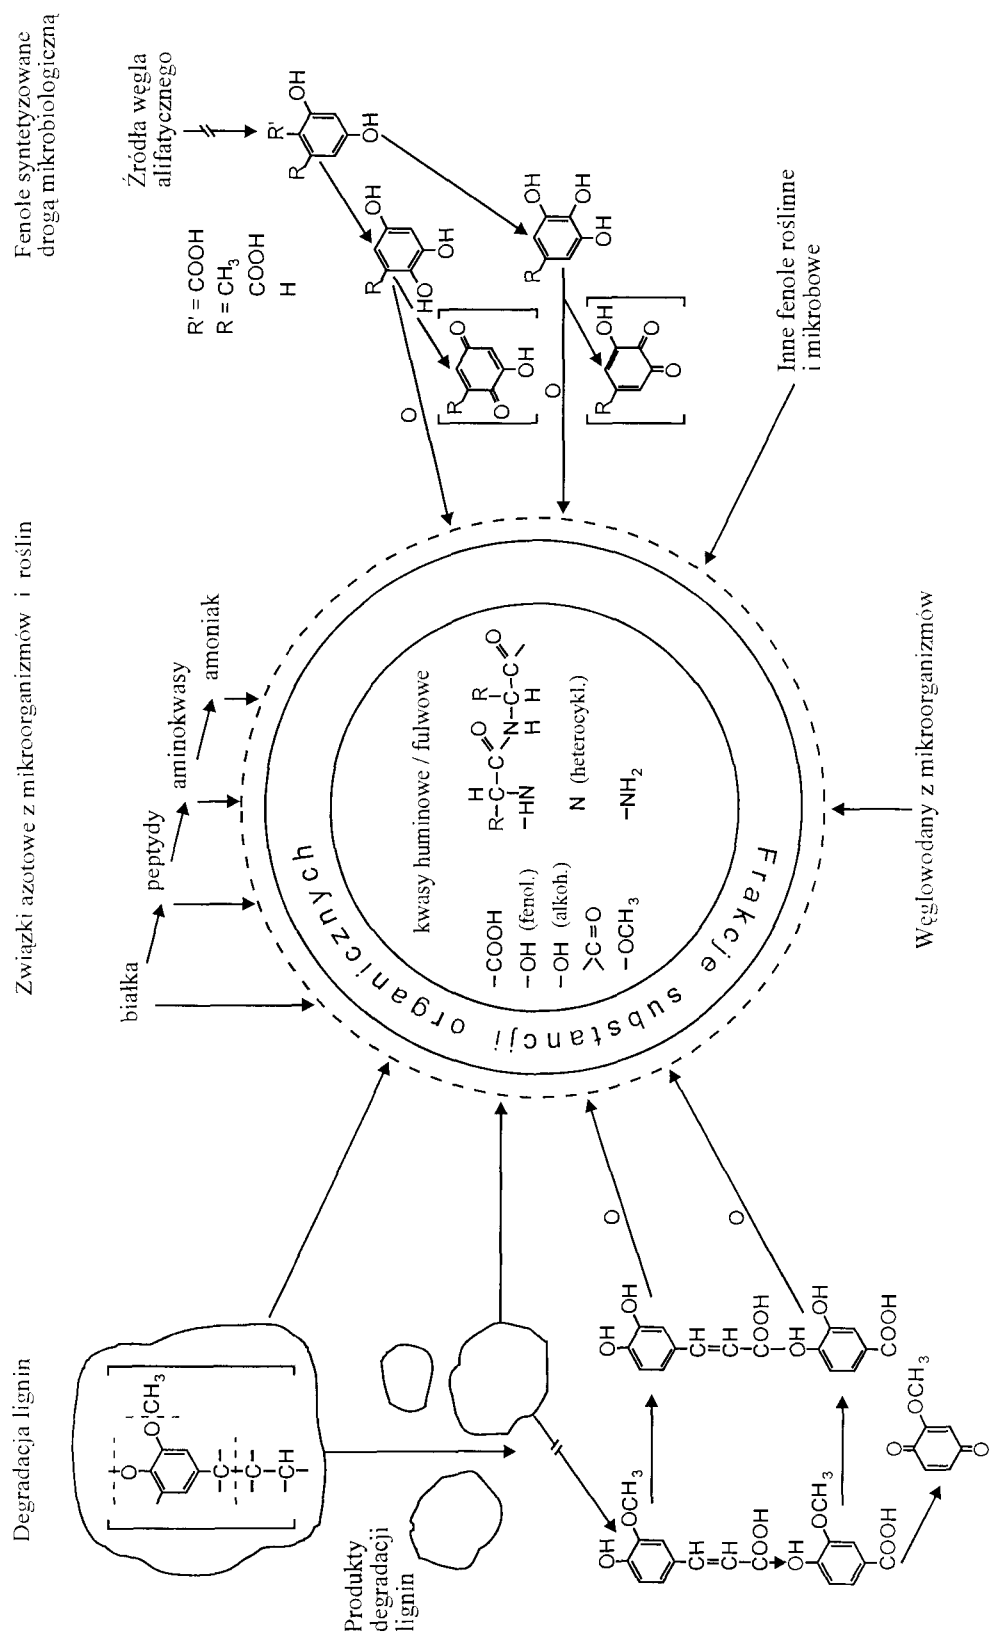 Degradacja lignin
Związki azotowe z mikroorganizmów i roślin
Fenole syntetyzowane
drogą mikrobiologiczną
O
OCH3
C
C
CH
Produkty
degradacji
lignin
OH
OCH3
CH
CH
COOH
OH
OCH3
COOH
OH
OH
CH
CH
COOH
OH
OH
COOH
O
OCH3
O
O
O
białka
peptydy
aminokwasy
amoniak
Frakcje substancji organicznych
kwasy huminowe / fulwowe
-COOH
-OH (fenol.)
-OH (alkoh.)
>C=O
-OCH3
H
R-C-C
-HN
O
N-C-C
R
O
H H
N (heterocykl.)
-NH2
Węglowodany z mikroorganizmów
Źródła węgla
alifatycznego
R' = COOH
R = CH3
COOH
H
R
R'
OH
OH
R
OH
OH
HO
R
OH
OH
OH
O
R
O
O
OH
O
R
OH
O
O
Inne fenole roślinne
i mikrobowe